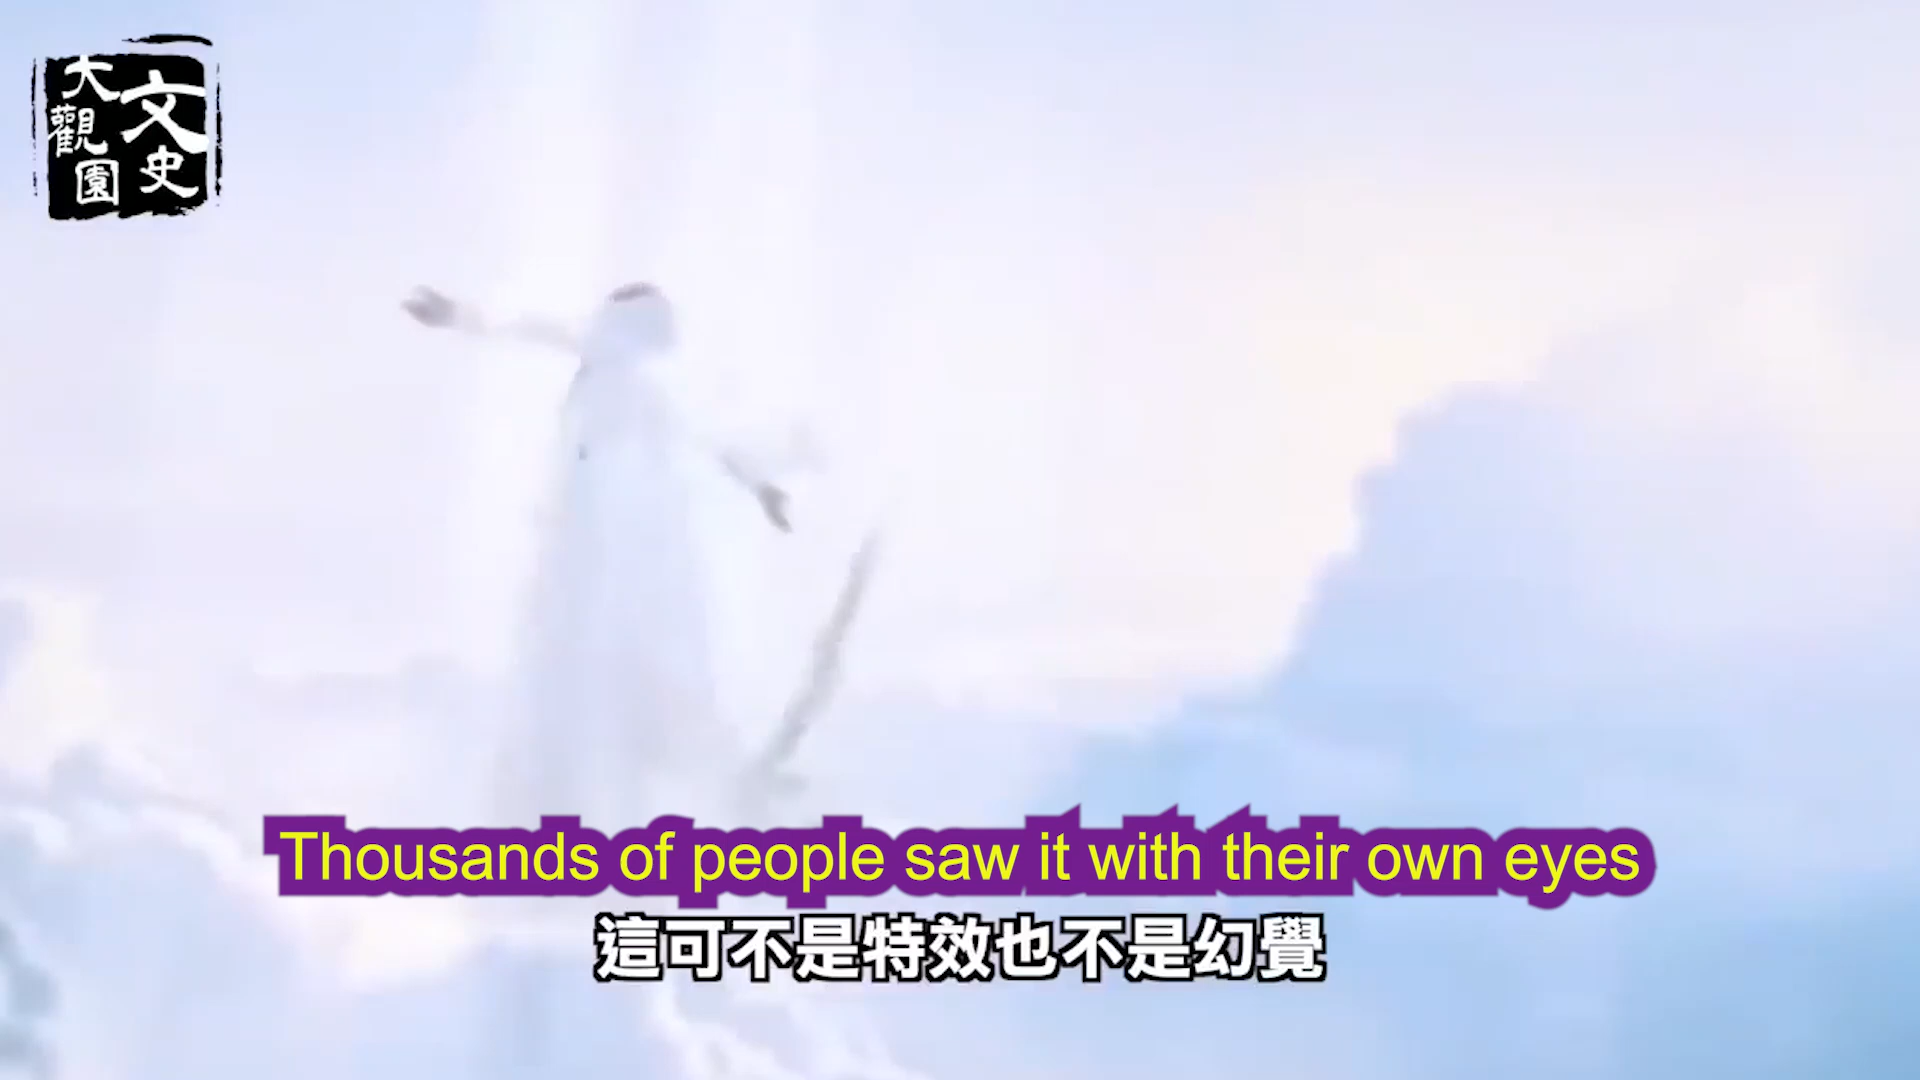 文史
大觀園
Thousands of people saw it with their own eyes
這可不是特效也不是幻覺